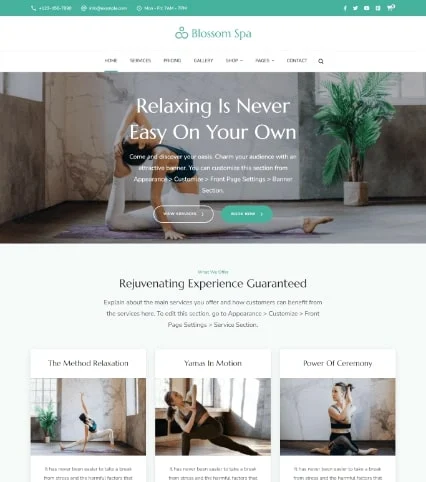 +123-456-7890 info@example.com Mon - Fri: 7AM - 7PM
Blossom Spa
HOME SERVICES PRICING GALLERY SHOP PAGES CONTACT
Relaxing Is Never
Easy On Your Own
Come and discover your oasis. Charm your audience with an
attractive banner. You can customize this section from
Appearance > Customize > Front Page Settings > Banner
Section.
VIEW SERVICES BOOK NOW
What We Offer
Rejuvenating Experience Guaranteed
Explain about the main services you offer and how customers can benefit from
the services here. To edit this section, go to Appearance > Customize > Front
Page Settings > Service Section.
The Method Relaxation Yamas In Motion Power Of Ceremony
It has never been easier to take a break It has never been easier to take a break It has never been easier to take a break
from stress and the harmful factors that from stress and the harmful factors that from stress and the harmful factors that